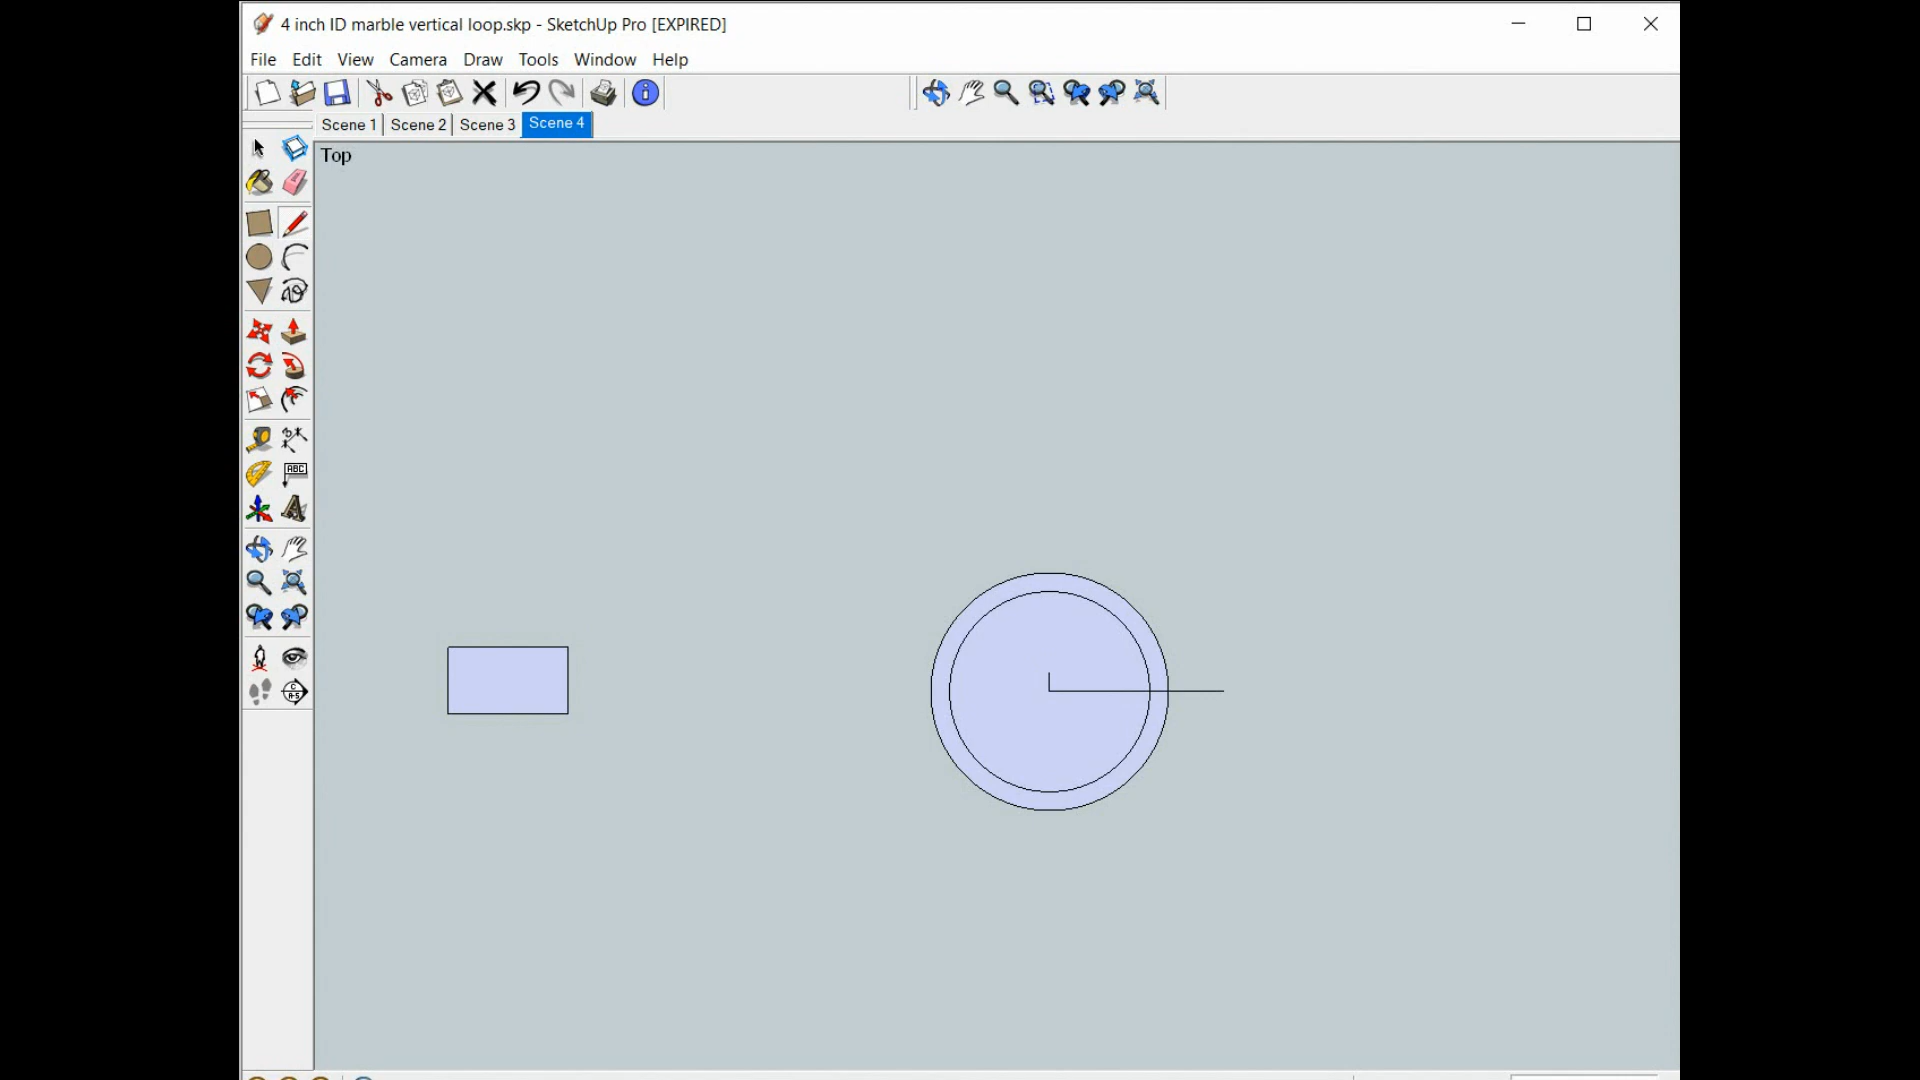 4 inch ID marble vertical loop.skp - SketchUp Pro [EXPIRED]
File Edit View Camera Draw Tools Window Help
Scene 1 Scene 2 Scene 3 Scene 4
Top
ABC